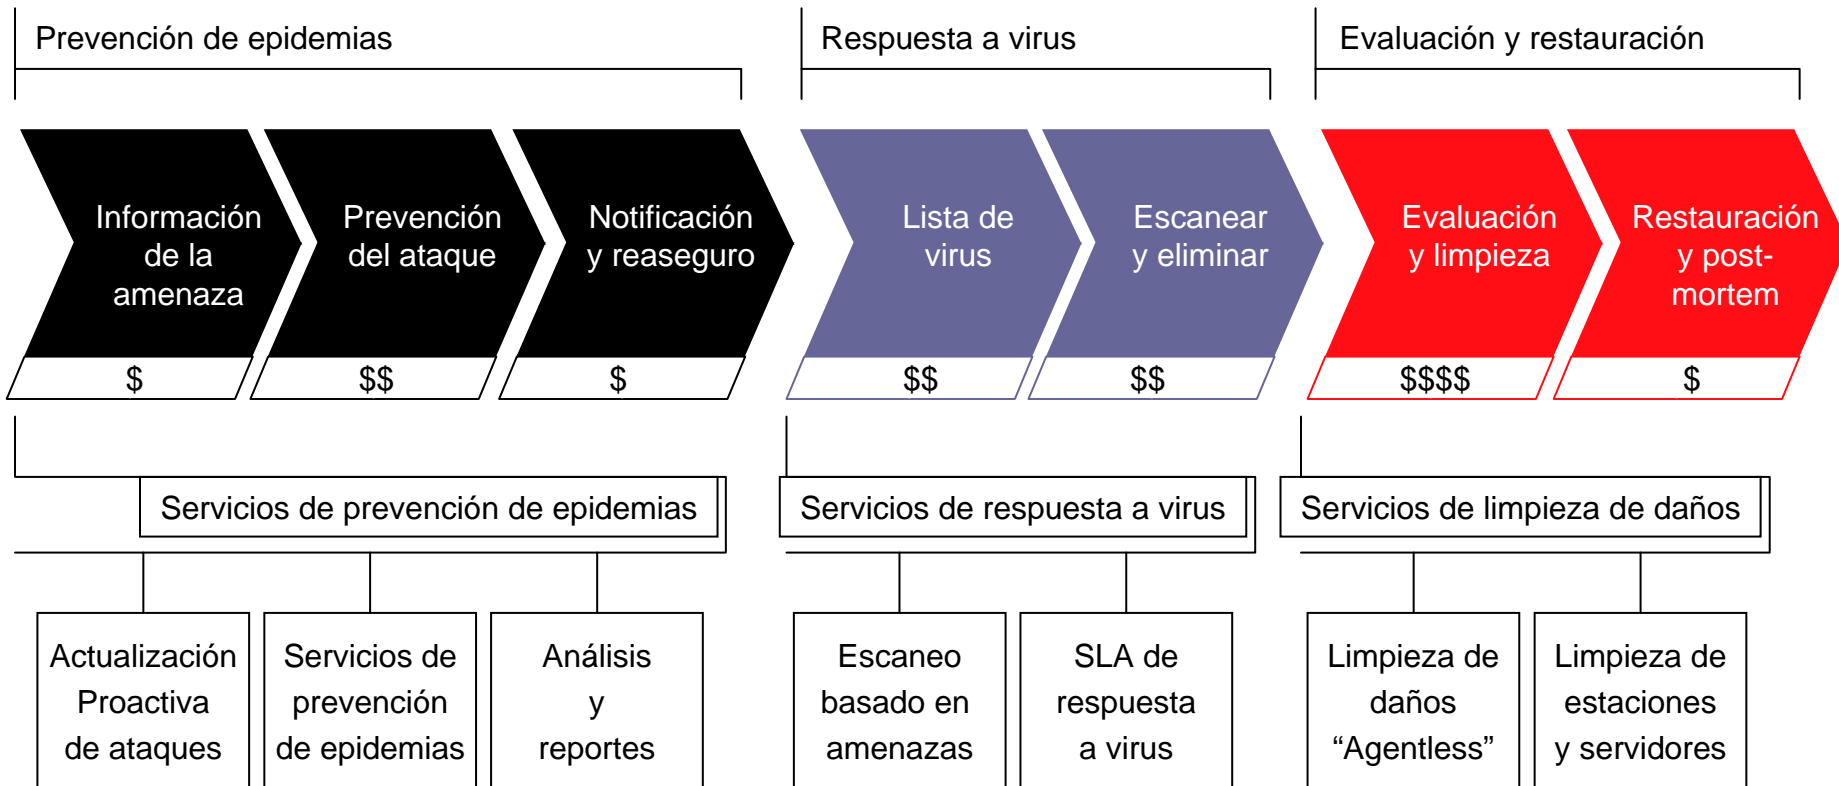 Prevención de epidemias
Respuesta a virus
Evaluación y restauración
Información
de la
amenaza
Prevención
del ataque
Notificación
y reaseguro
Lista de
virus
Escanear
y eliminar
Evaluación
y limpieza
Restauración
y post-
mortem
$
$$
$
$$
$$
$$$$
$
Servicios de prevención de epidemias
Servicios de respuesta a virus
Servicios de limpieza de daños
Actualización
Proactiva
de ataques
Servicios de
prevención
de epidemias
Análisis
y
reportes
Escaneo
basado en
amenazas
SLA de
respuesta
a virus
Limpieza de
daños
“Agentless”
Limpieza de
estaciones
y servidores